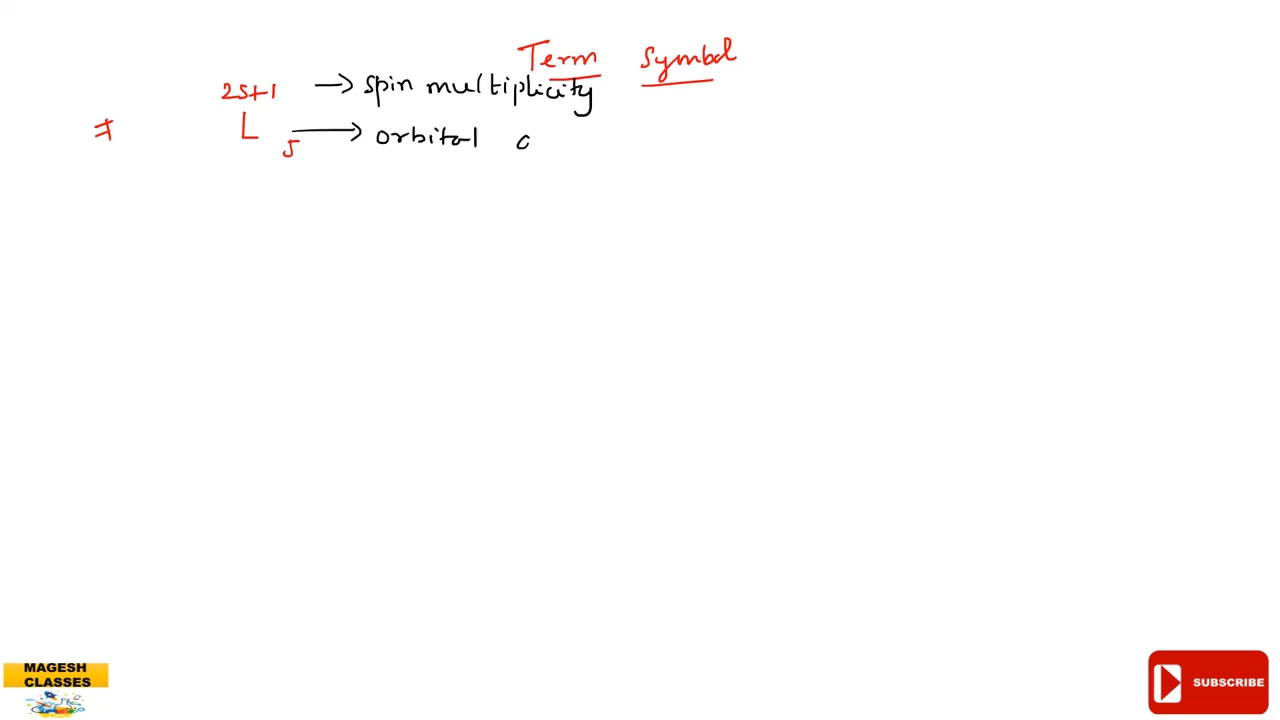 Term Symbol
2S+1 → spin multiplicity
⇒ L J → orbital a
MAGESH
CLASSES
SUBSCRIBE